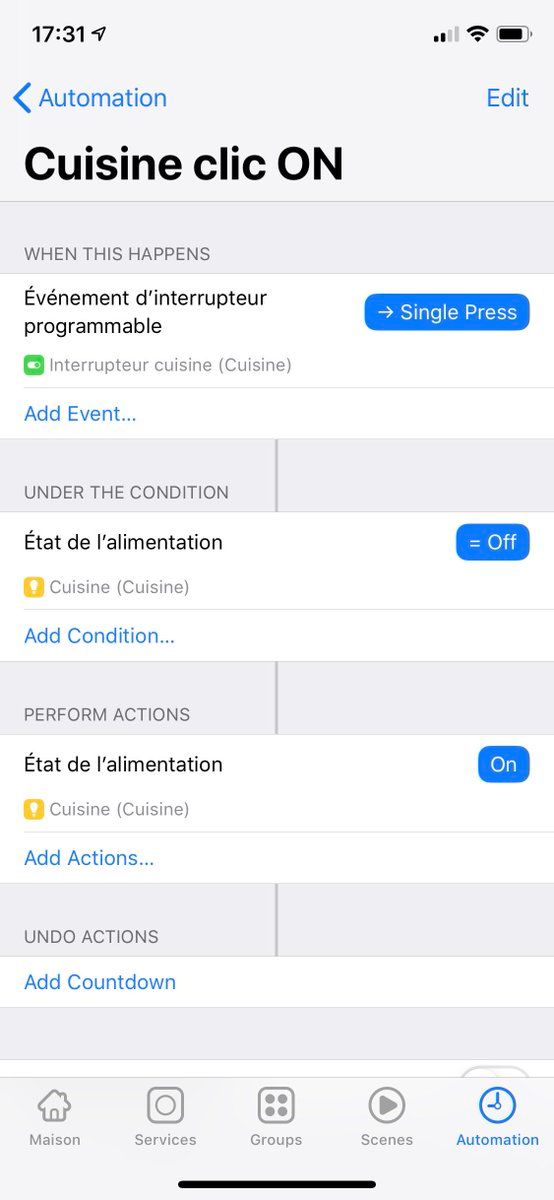 17:31
Automation
Edit
Cuisine clic ON
WHEN THIS HAPPENS
Événement d’interrupteur
programmable
→ Single Press
Interrupteur cuisine (Cuisine)
Add Event...
UNDER THE CONDITION
État de l’alimentation
= Off
Cuisine (Cuisine)
Add Condition...
PERFORM ACTIONS
État de l’alimentation
On
Cuisine (Cuisine)
Add Actions...
UNDO ACTIONS
Add Countdown
Maison
Services
Groups
Scenes
Automation